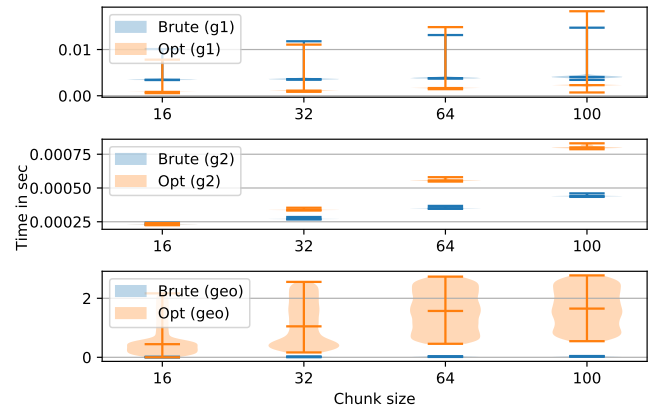 0.01
0.00
Brute (g1)
Opt (g1)
16 32 64 100
Time in sec
0.00075
0.00050
0.00025
Brute (g2)
Opt (g2)
16 32 64 100
2
0
Brute (geo)
Opt (geo)
16 32 64 100
Chunk size